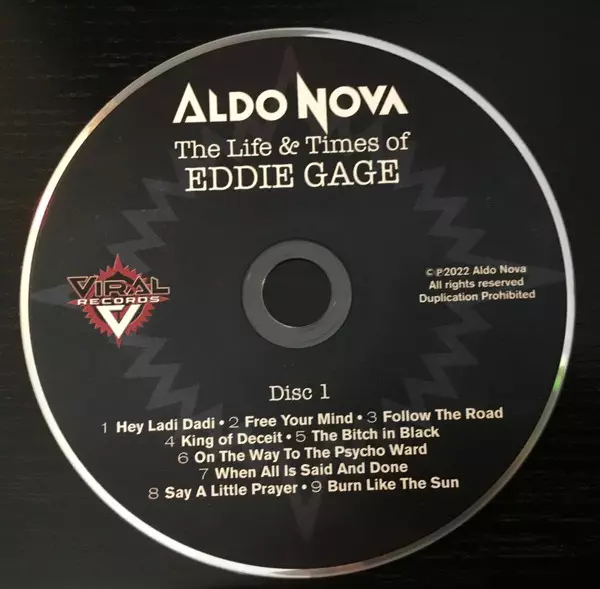 ALDO NOVA
The Life & Times of
EDDIE GAGE
VIRAL
RECORDS
V
©℗2022 Aldo Nova
All rights reserved
Duplication Prohibited
Disc 1
1 Hey Ladi Dadi • 2 Free Your Mind • 3 Follow The Road
4 King of Deceit • 5 The Bitch in Black
6 On The Way To The Psycho Ward
7 When All Is Said And Done
8 Say A Little Prayer • 9 Burn Like The Sun